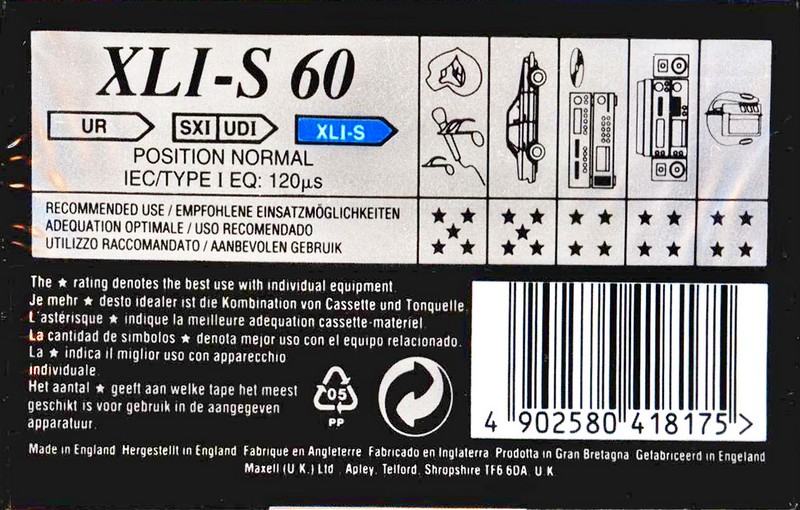 XLI-S 60
UR SXI UDI XLI-S
POSITION NORMAL
IEC/TYPE I EQ: 120µs
RECOMMENDED USE / EMPFOHLENE EINSATZMÖGLICHKEITEN
ADEQUATION OPTIMALE / USO RECOMENDADO
UTILIZZO RACCOMANDATO / AANBEVOLEN GEBRUIK
The ★ rating denotes the best use with individual equipment.
Je mehr ★ desto idealer ist die Kombination von Cassette und Tonquelle.
L'astérisque ★ indique la meilleure adequation cassette-matériel.
La cantidad de simbolos ★ denota mejor uso con el equipo relacionado.
La ★ indica il miglior uso con apparecchio
individuale.
Het aantal ★ geeft aan welke tape het meest
geschikt is voor gebruik in de aangegeven
apparatuur.
05
PP
4 902580 418175 >
Made in England Hergestellt in England Fabriqué en Angleterre Fabricado en Inglaterra Prodotta in Gran Bretagna Gefabriceerd in Engeland
Maxell (U.K.) Ltd., Apley, Telford, Shropshire TF6 6DA, U.K.